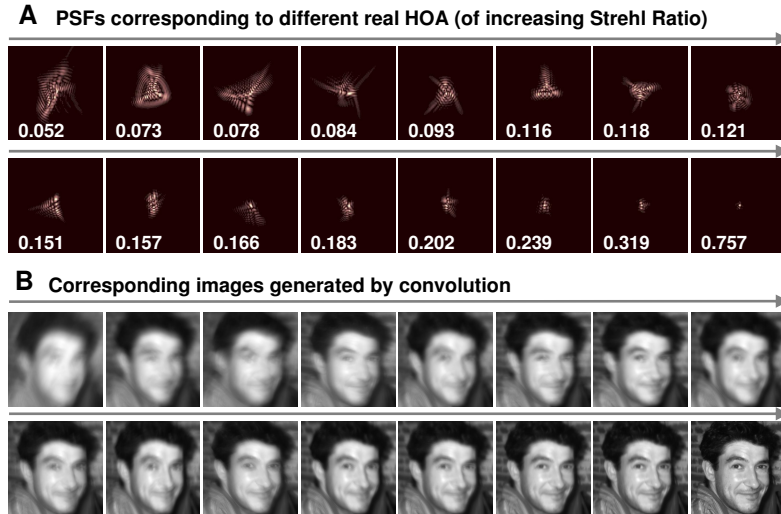 A PSFs corresponding to different real HOA (of increasing Strehl Ratio)
0.052 0.073 0.078 0.084 0.093 0.116 0.118 0.121
0.151 0.157 0.166 0.183 0.202 0.239 0.319 0.757
B Corresponding images generated by convolution